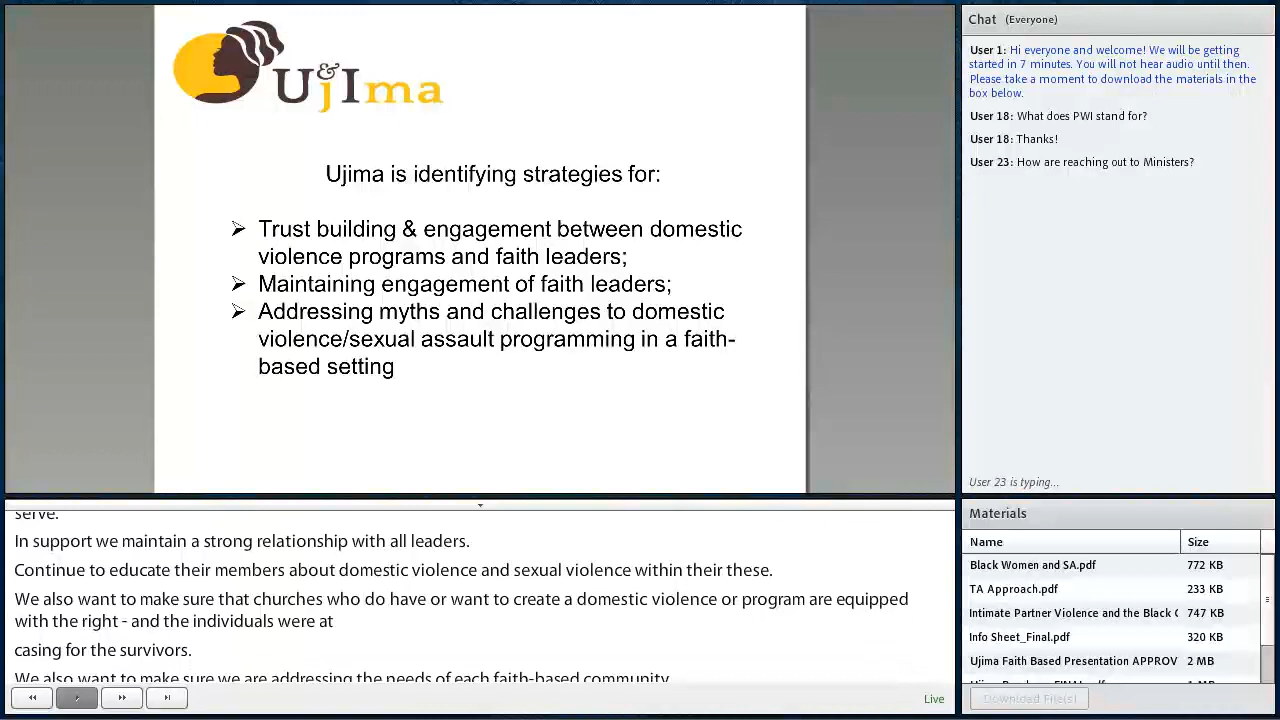 U&jIma
Ujima is identifying strategies for:
➢ Trust building & engagement between domestic
violence programs and faith leaders;
➢ Maintaining engagement of faith leaders;
➢ Addressing myths and challenges to domestic
violence/sexual assault programming in a faith-
based setting
serve.
In support we maintain a strong relationship with all leaders.
Continue to educate their members about domestic violence and sexual violence within their these.
We also want to make sure that churches who do have or want to create a domestic violence or program are equipped
with the right - and the individuals were at
casing for the survivors.
We also want to make sure we are addressing the needs of each faith-based community
Live
Chat (Everyone)
User 1: Hi everyone and welcome! We will be getting
started in 7 minutes. You will not hear audio until then.
Please take a moment to download the materials in the
box below.
User 18: What does PWI stand for?
User 18: Thanks!
User 23: How are reaching out to Ministers?
User 23 is typing...
Materials
Name Size
Black Women and SA.pdf 772 KB
TA Approach.pdf 233 KB
Intimate Partner Violence and the Black 747 KB
Info Sheet_Final.pdf 320 KB
Ujima Faith Based Presentation APPROV 2 MB
Download File(s)